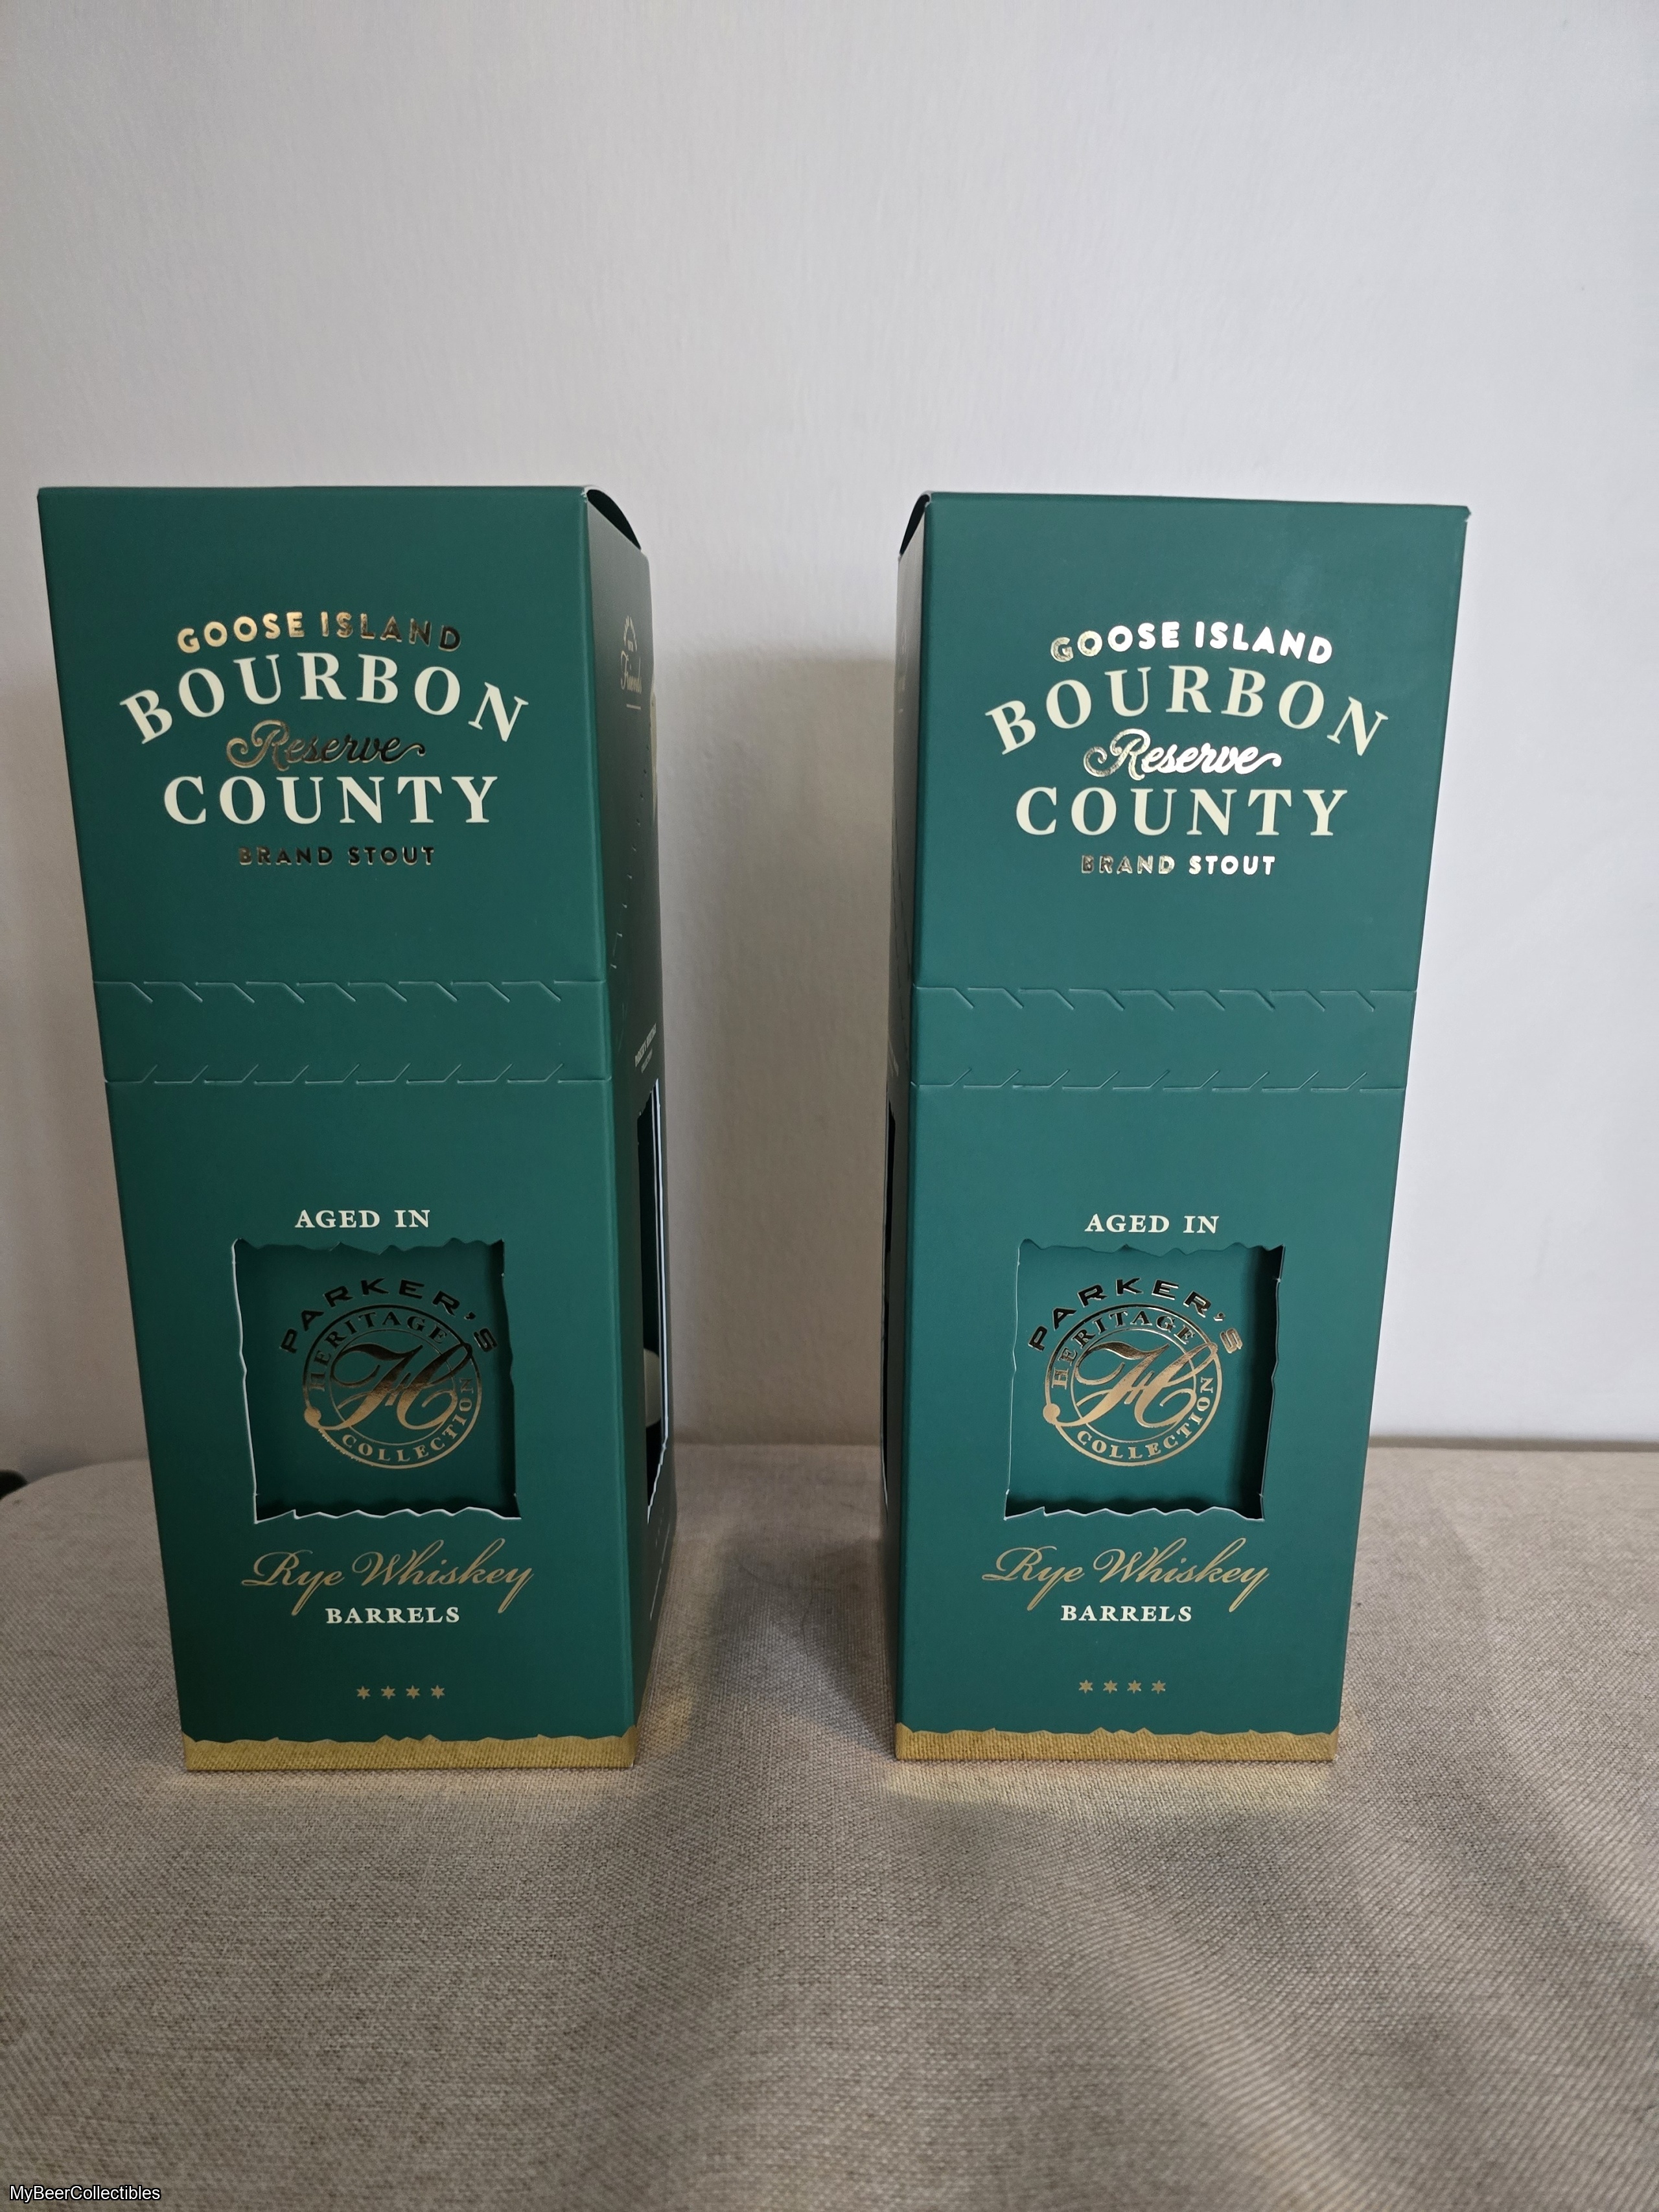 GOOSE ISLAND
BOURBON
Reserve
COUNTY
BRAND STOUT
AGED IN
PARKER'S
HERITAGE
H
COLLECTION
Rye Whiskey
BARRELS
GOOSE ISLAND
BOURBON
Reserve
COUNTY
BRAND STOUT
AGED IN
PARKER'S
HERITAGE
H
COLLECTION
Rye Whiskey
BARRELS
MyBeerCollectibles